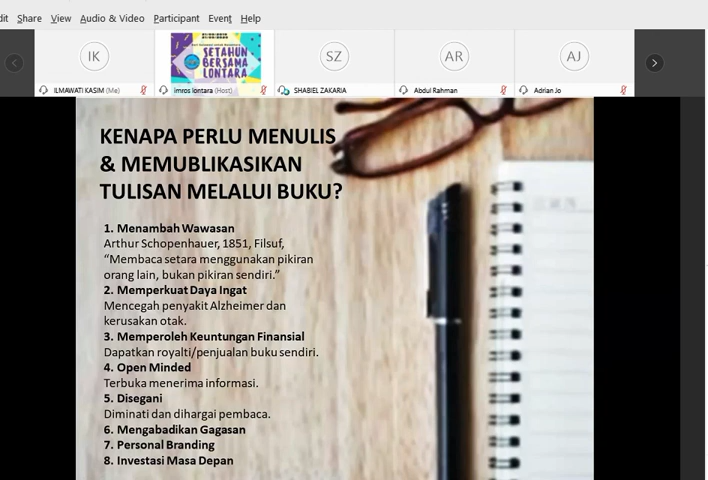 dit Share View Audio & Video Participant Event Help
IK
SETAHUN
BERSAMA
LONTARA
SZ
AR
AJ
ILMAWATI KASIM (Me)
imros lontara (Host)
SHABIEL ZAKARIA
Abdul Rahman
Adrian Jo
KENAPA PERLU MENULIS
& MEMUBLIKASIKAN
TULISAN MELALUI BUKU?
1. Menambah Wawasan
Arthur Schopenhauer, 1851, Filsuf,
“Membaca setara menggunakan pikiran
orang lain, bukan pikiran sendiri.”
2. Memperkuat Daya Ingat
Mencegah penyakit Alzheimer dan
kerusakan otak.
3. Memperoleh Keuntungan Finansial
Dapatkan royalti/penjualan buku sendiri.
4. Open Minded
Terbuka menerima informasi.
5. Disegani
Diminati dan dihargai pembaca.
6. Mengabadikan Gagasan
7. Personal Branding
8. Investasi Masa Depan